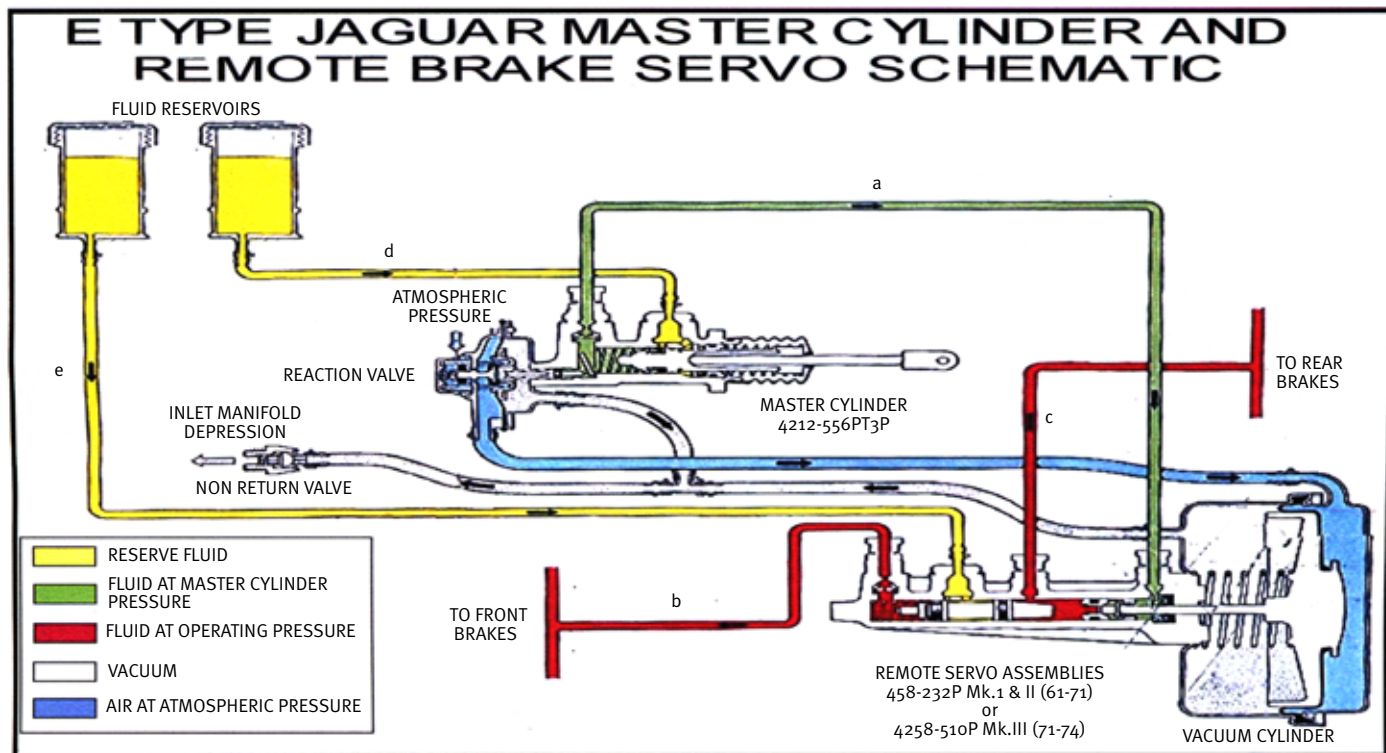 E TYPE JAGUAR MASTER CYLINDER AND
REMOTE BRAKE SERVO SCHEMATIC
FLUID RESERVOIRS
a
d
ATMOSPHERIC
PRESSURE
e
REACTION VALVE
TO REAR
BRAKES
MASTER CYLINDER
4212-556PT3P
c
INLET MANIFOLD
DEPRESSION
NON RETURN VALVE
RESERVE FLUID
FLUID AT MASTER CYLINDER
PRESSURE
FLUID AT OPERATING PRESSURE
VACUUM
AIR AT ATMOSPHERIC PRESSURE
b
TO FRONT
BRAKES
REMOTE SERVO ASSEMBLIES
458-232P Mk.1 & II (61-71)
or
4258-510P Mk.III (71-74)
VACUUM CYLINDER